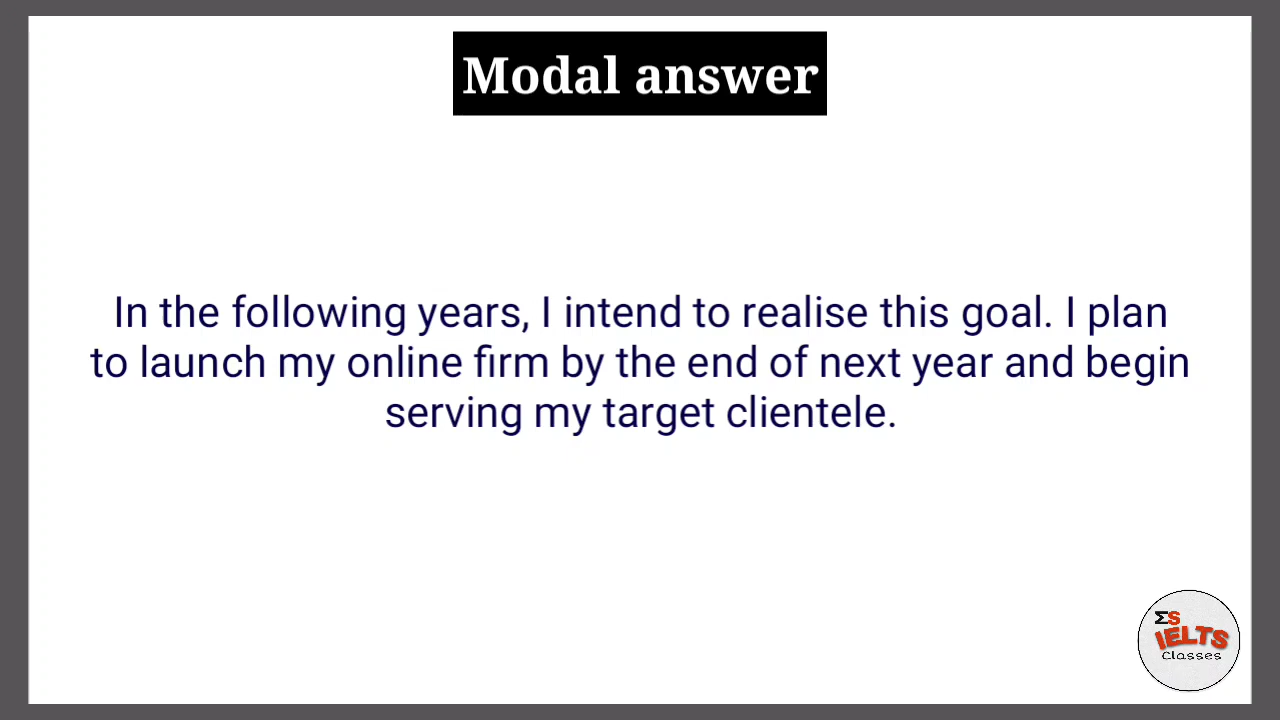 Modal answer
In the following years, I intend to realise this goal. I plan
to launch my online firm by the end of next year and begin
serving my target clientele.
ΣS
IELTS
Classes